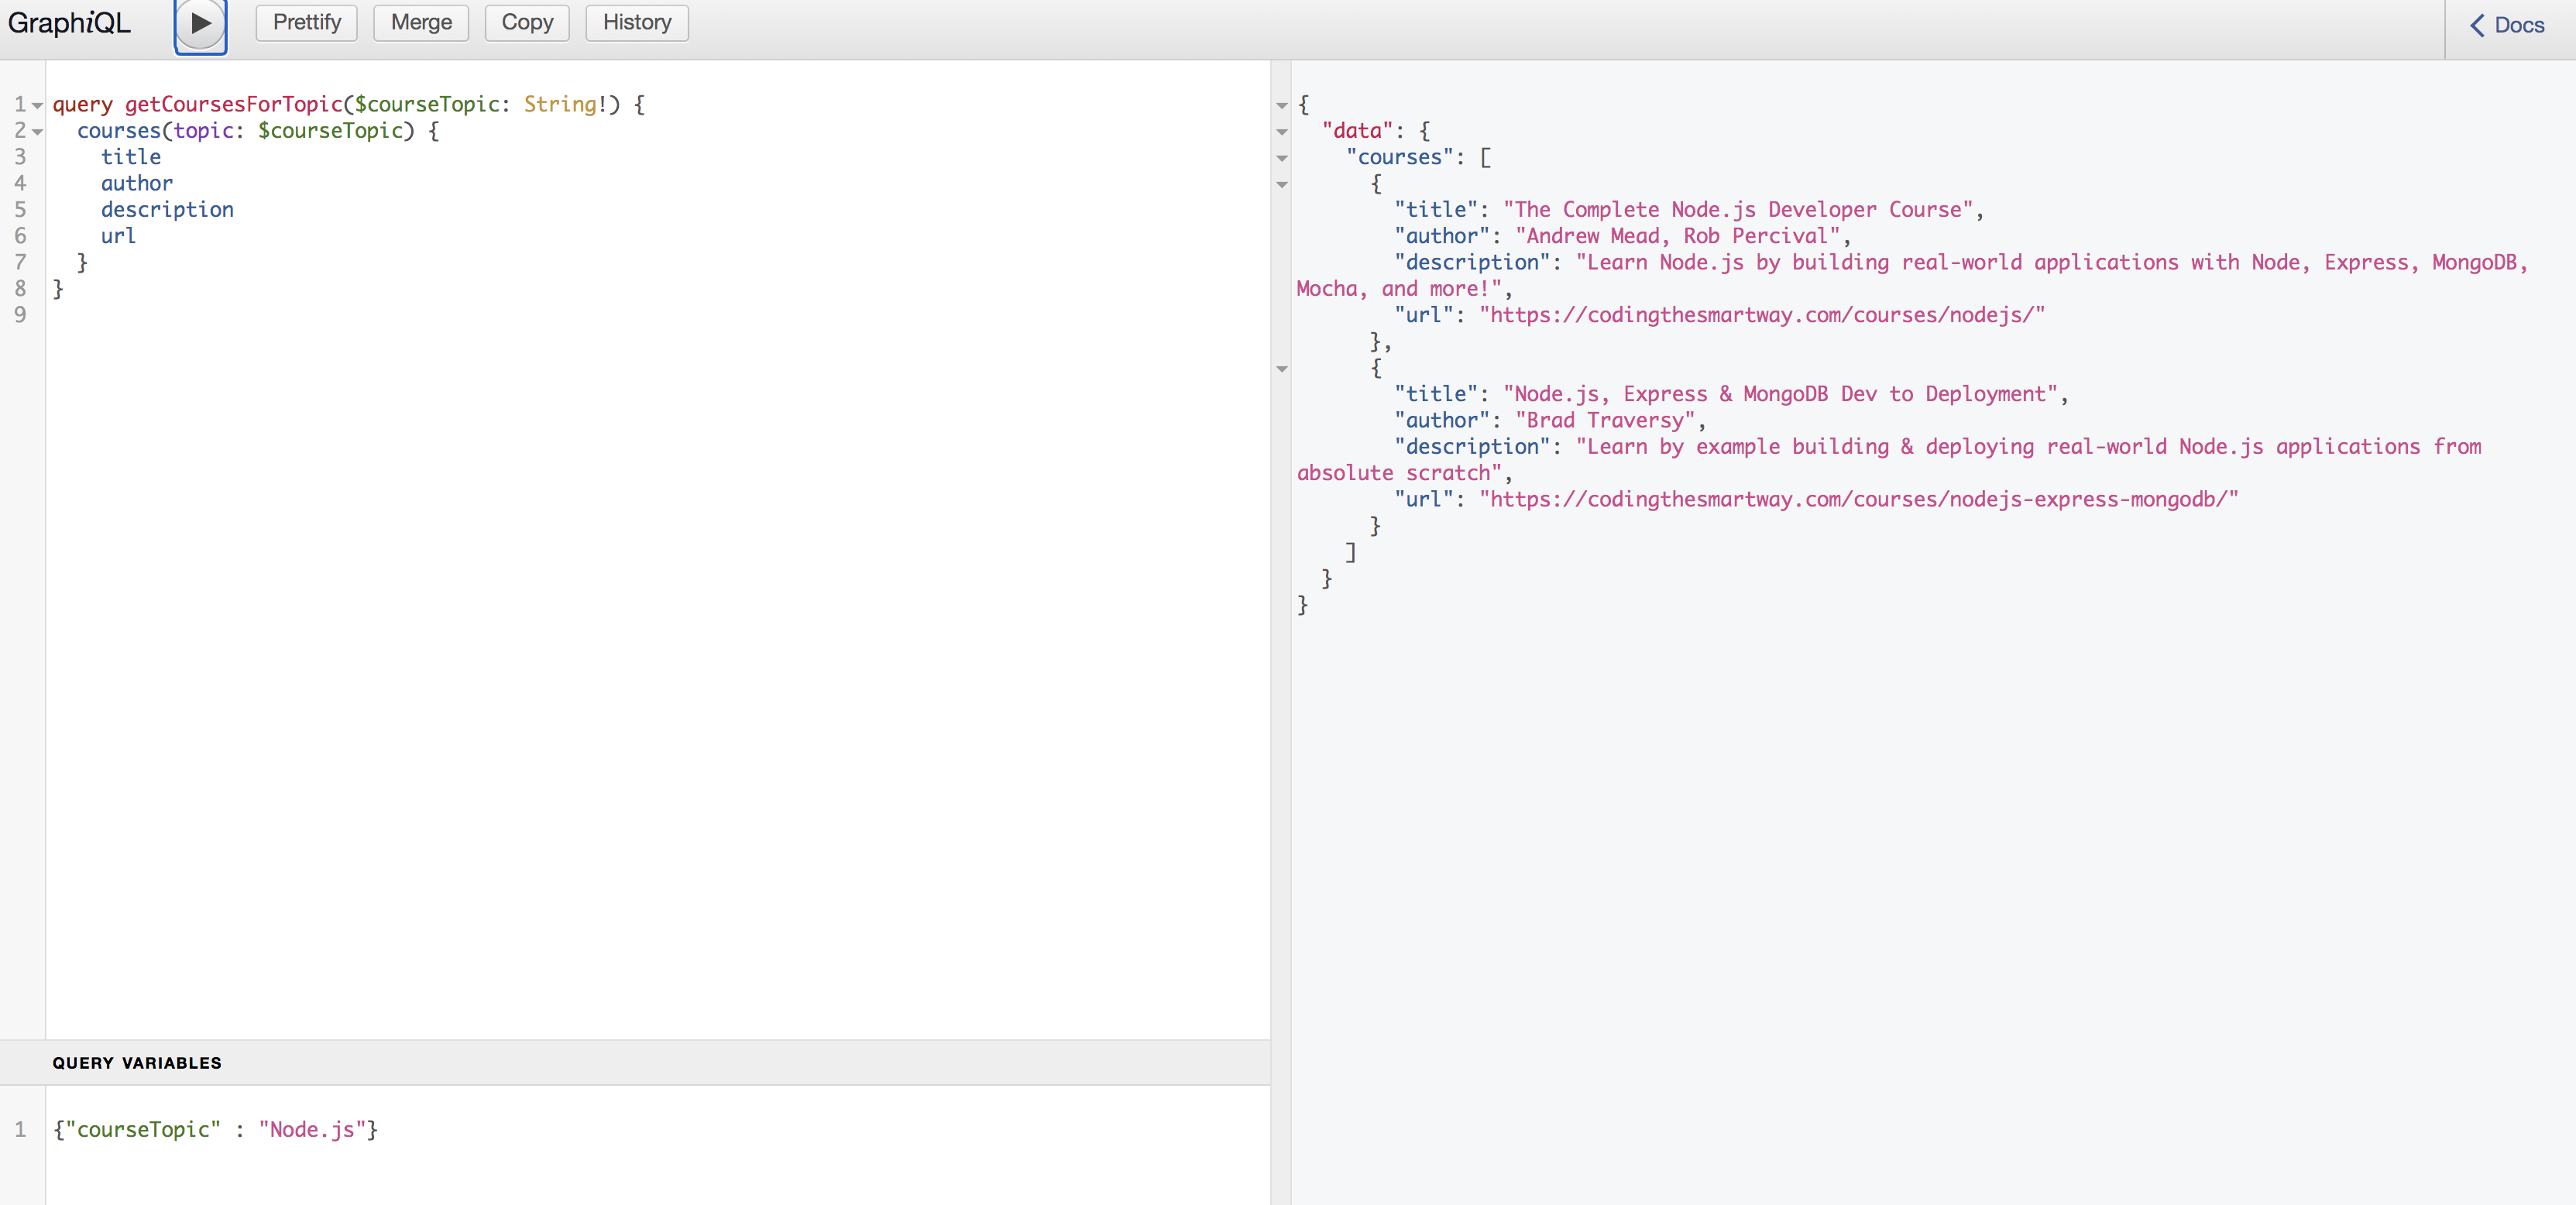 GraphiQL
Prettify
Merge
Copy
History
Docs
1 query getCoursesForTopic($courseTopic: String!) {
2   courses(topic: $courseTopic) {
3     title
4     author
5     description
6     url
7   }
8 }
9
QUERY VARIABLES
1 {"courseTopic" : "Node.js"}
{
  "data": {
    "courses": [
      {
        "title": "The Complete Node.js Developer Course",
        "author": "Andrew Mead, Rob Percival",
        "description": "Learn Node.js by building real-world applications with Node, Express, MongoDB,
Mocha, and more!",
        "url": "https://codingthesmartway.com/courses/nodejs/"
      },
      {
        "title": "Node.js, Express & MongoDB Dev to Deployment",
        "author": "Brad Traversy",
        "description": "Learn by example building & deploying real-world Node.js applications from
absolute scratch",
        "url": "https://codingthesmartway.com/courses/nodejs-express-mongodb/"
      }
    ]
  }
}